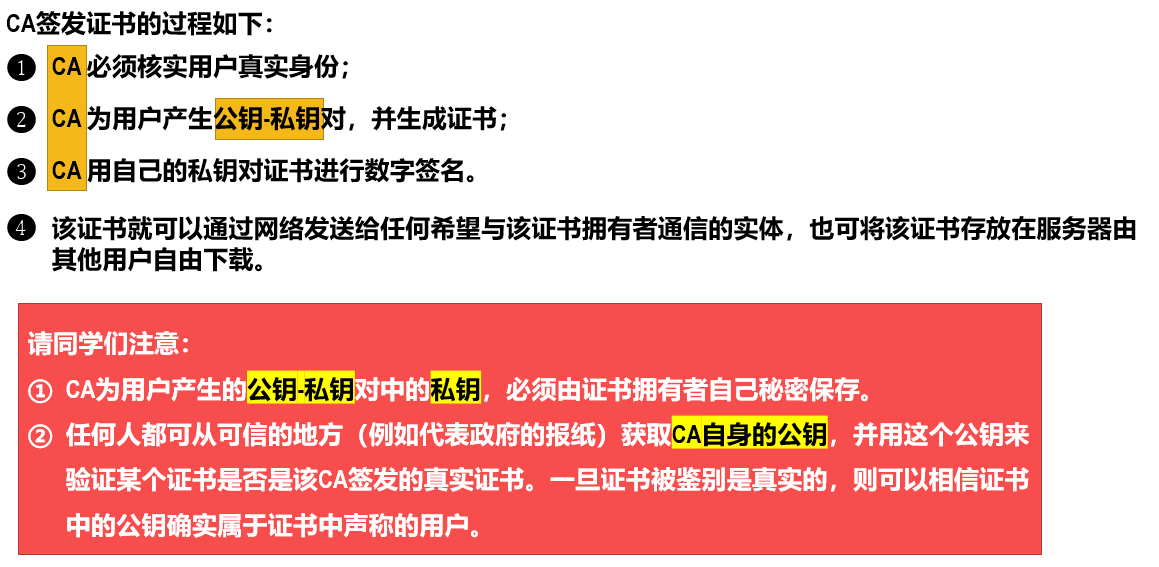 CA签发证书的过程如下：
❶ CA必须核实用户真实身份；
❷ CA为用户产生公钥-私钥对，并生成证书；
❸ CA用自己的私钥对证书进行数字签名。
❹ 该证书就可以通过网络发送给任何希望与该证书拥有者通信的实体，也可将该证书存放在服务器由
其他用户自由下载。
请同学们注意：
① CA为用户产生的公钥-私钥对中的私钥，必须由证书拥有者自己秘密保存。
② 任何人都可从可信的地方（例如代表政府的报纸）获取CA自身的公钥，并用这个公钥来
验证某个证书是否是该CA签发的真实证书。一旦证书被鉴别是真实的，则可以相信证书
中的公钥确实属于证书中声称的用户。